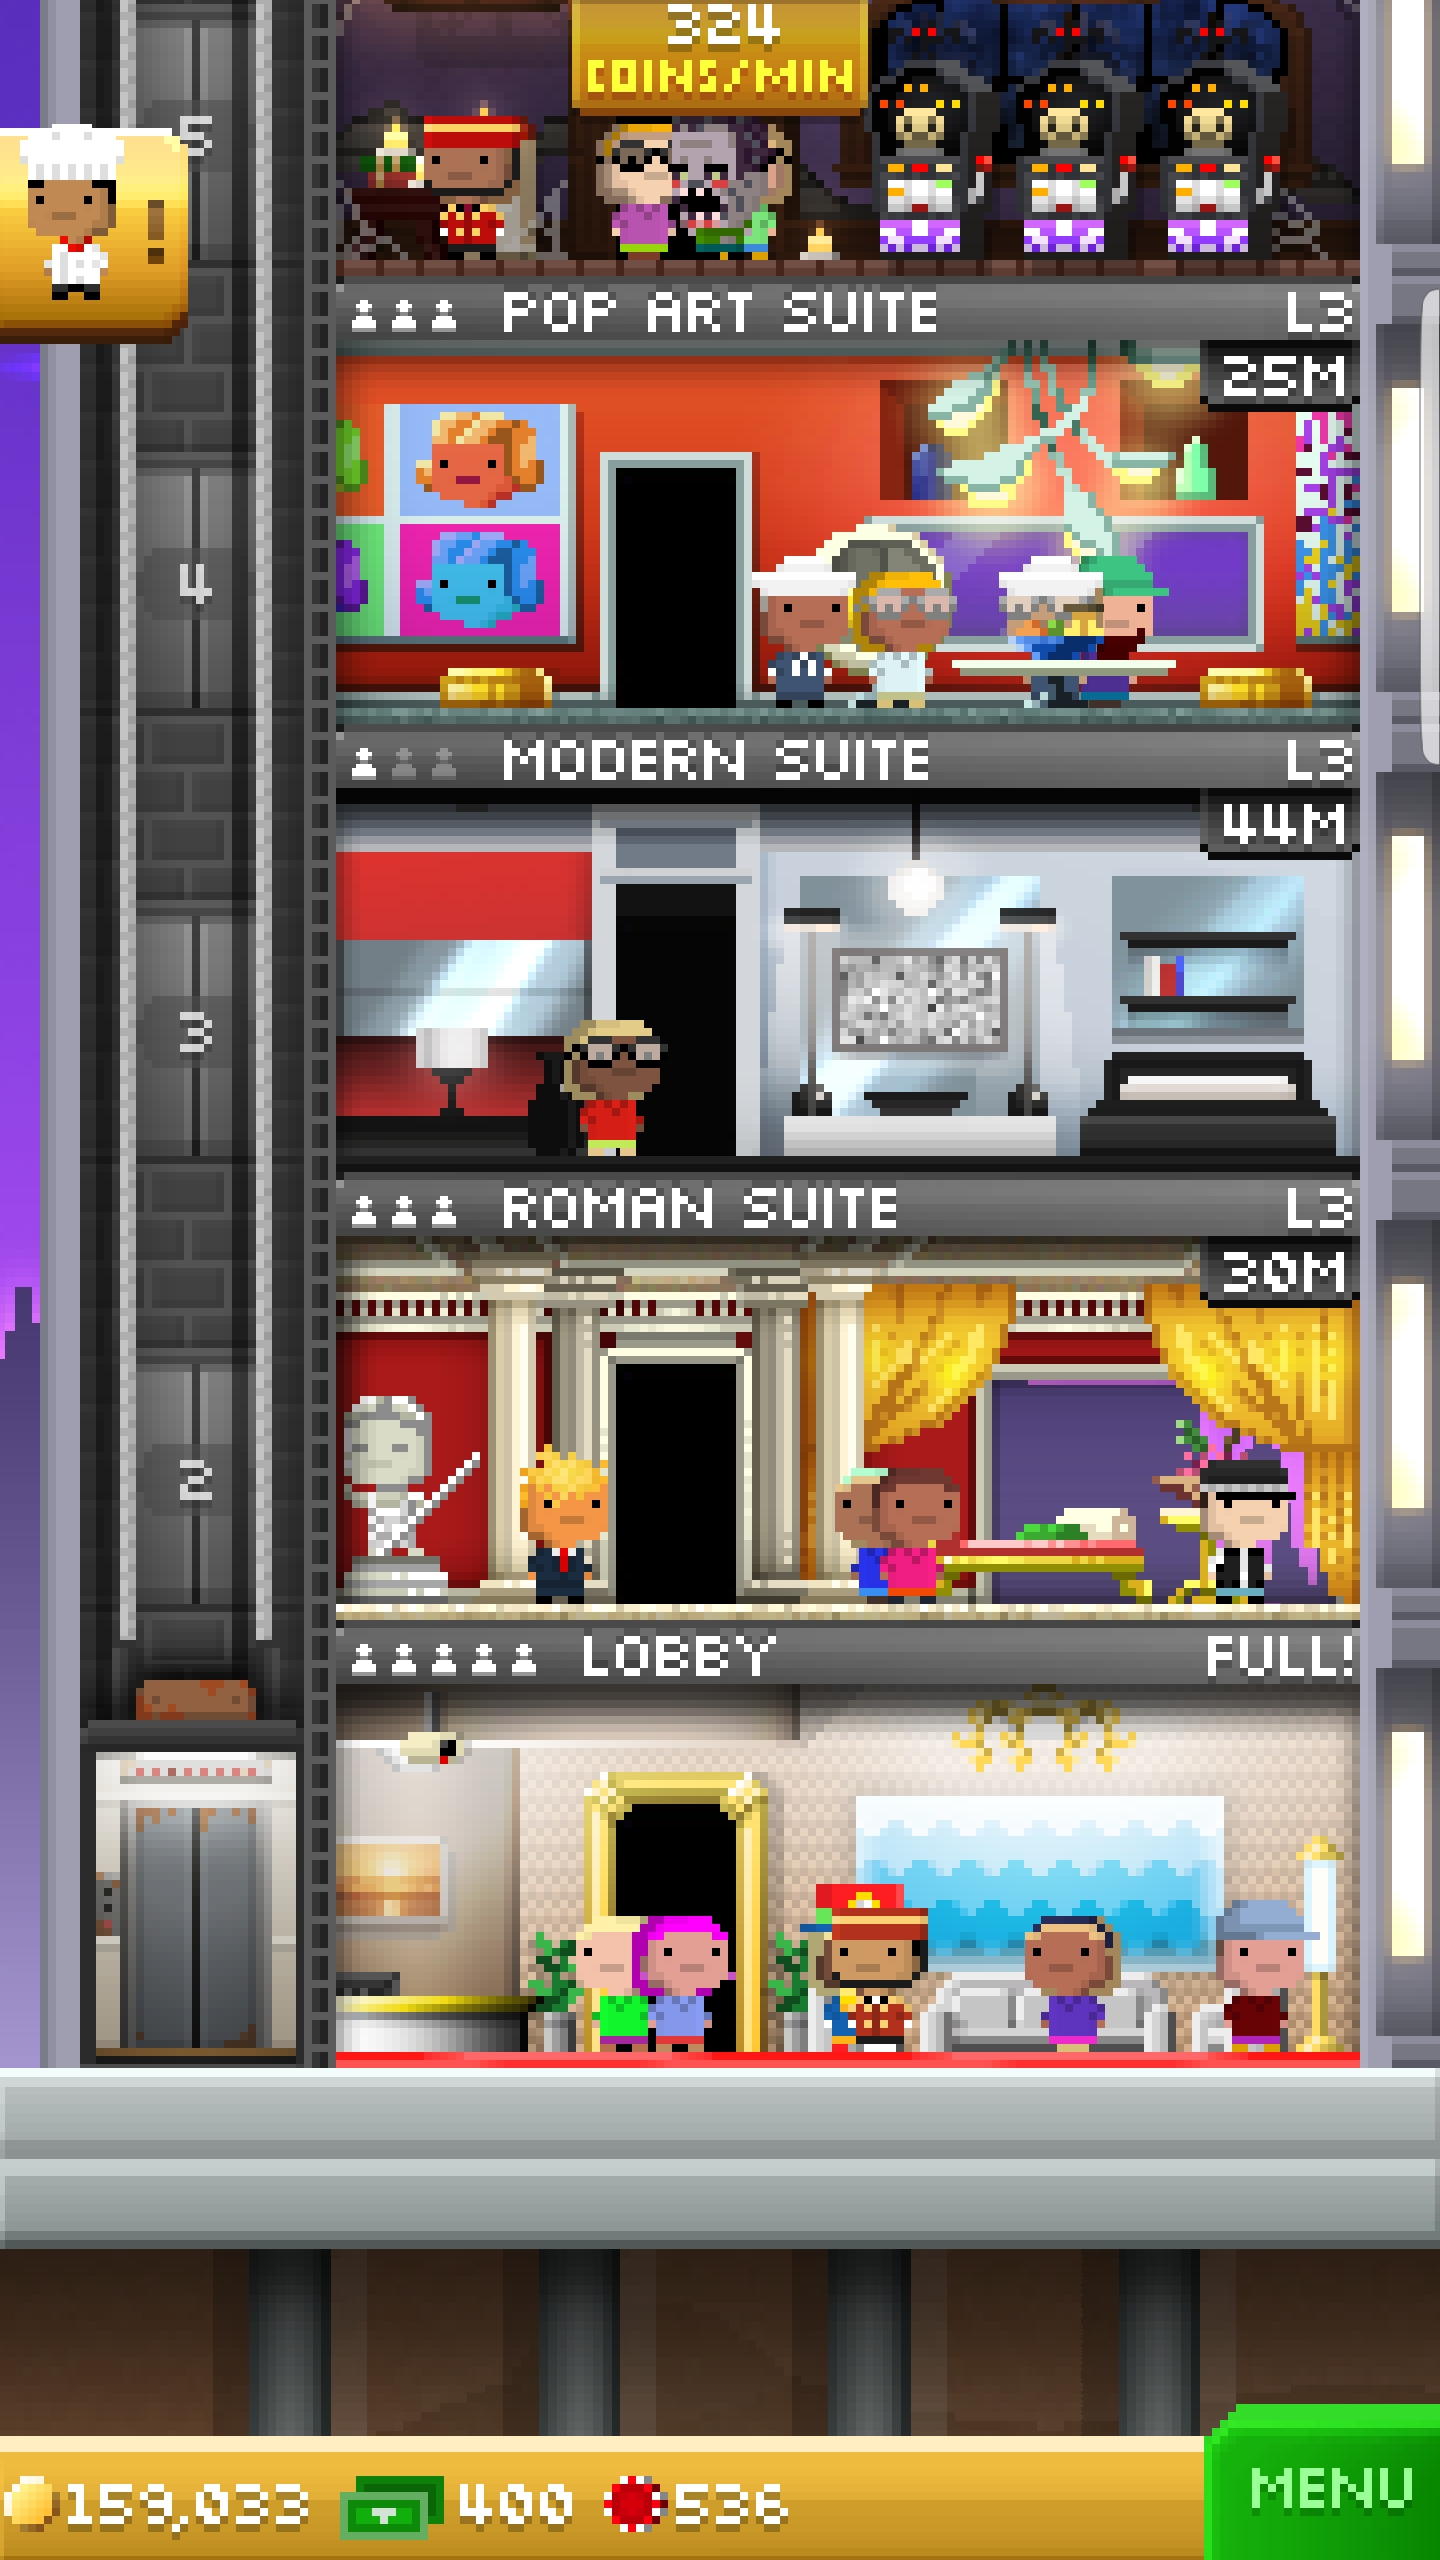 324
COINS/MIN
5
!
POP ART SUITE L3
25M
4
MODERN SUITE L3
44M
3
ROMAN SUITE L3
30M
2
LOBBY FULL!
159,033 400 536
MENU